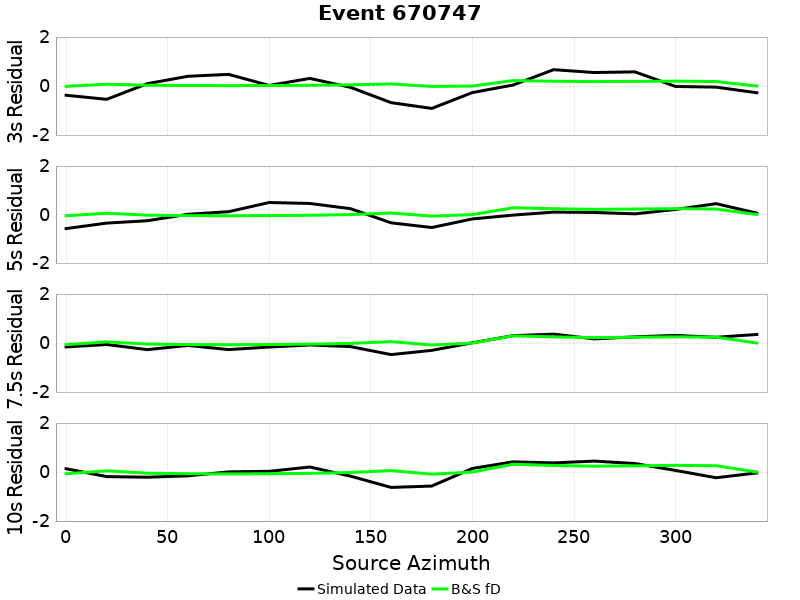 Event 670747
3s Residual
2
0
-2
5s Residual
2
0
-2
7.5s Residual
2
0
-2
10s Residual
2
0
-2
0 50 100 150 200 250 300
Source Azimuth
Simulated Data B&S fD